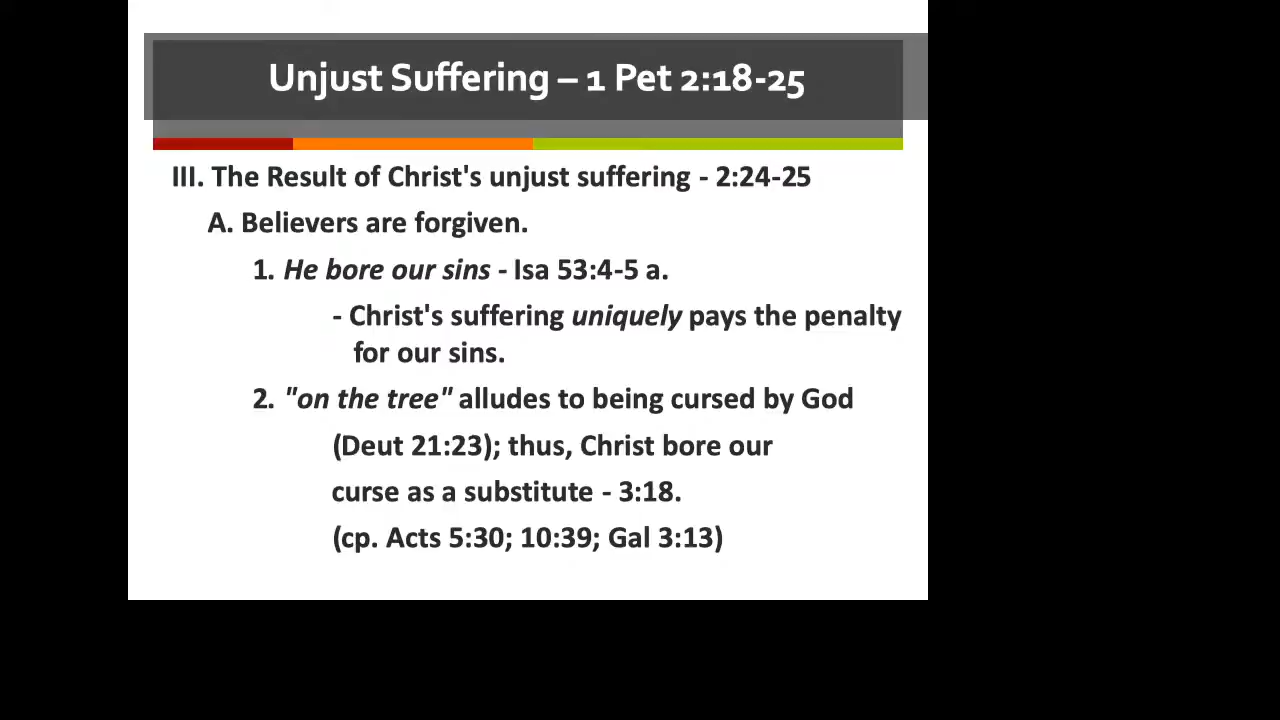 Unjust Suffering – 1 Pet 2:18-25
III. The Result of Christ's unjust suffering - 2:24-25
A. Believers are forgiven.
1. He bore our sins - Isa 53:4-5 a.
- Christ's suffering uniquely pays the penalty
for our sins.
2. "on the tree" alludes to being cursed by God
(Deut 21:23); thus, Christ bore our
curse as a substitute - 3:18.
(cp. Acts 5:30; 10:39; Gal 3:13)